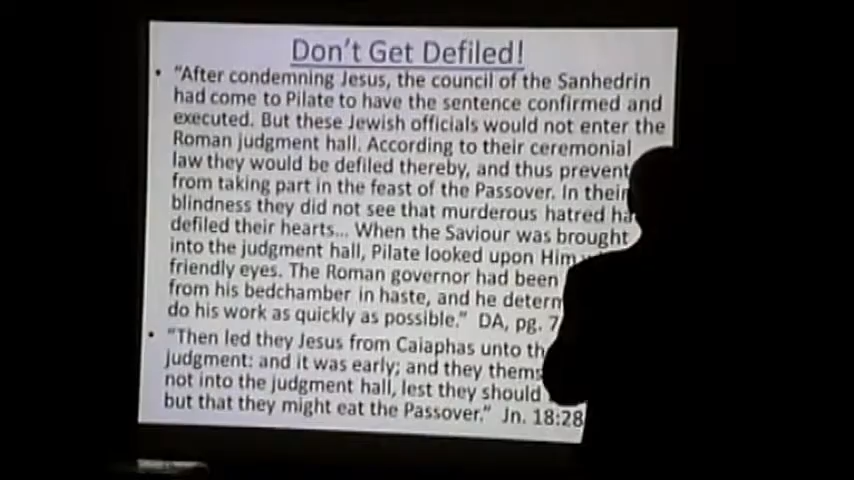 Don't Get Defiled!
• "After condemning Jesus, the council of the Sanhedrin
had come to Pilate to have the sentence confirmed and
executed. But these Jewish officials would not enter the
Roman judgment hall. According to their ceremonial
law they would be defiled thereby, and thus prevent
from taking part in the feast of the Passover. In their
blindness they did not see that murderous hatred ha
defiled their hearts... When the Saviour was brought
into the judgment hall, Pilate looked upon Him
friendly eyes. The Roman governor had been
from his bedchamber in haste, and he determ
do his work as quickly as possible." DA, pg. 7
• "Then led they Jesus from Caiaphas unto th
judgment: and it was early; and they thems
not into the judgment hall, lest they should
but that they might eat the Passover." Jn. 18:28